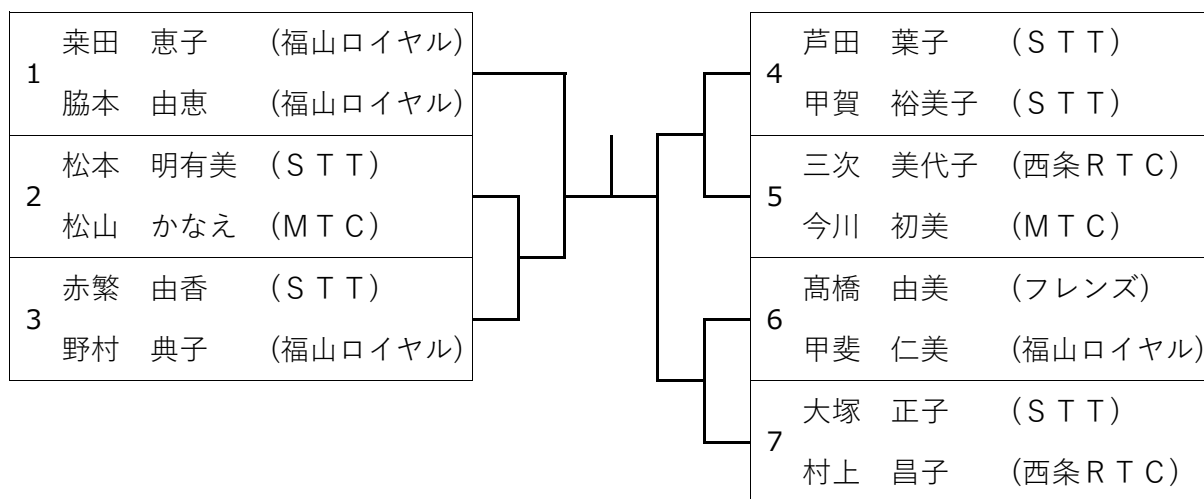 1
桒田 恵子 (福山ロイヤル)
脇本 由恵 (福山ロイヤル)
2
松本 明有美 (ＳＴＴ)
松山 かなえ (ＭＴＣ)
3
赤繁 由香 (ＳＴＴ)
野村 典子 (福山ロイヤル)
4
芦田 葉子 (ＳＴＴ)
甲賀 裕美子 (ＳＴＴ)
5
三次 美代子 (西条ＲＴＣ)
今川 初美 (ＭＴＣ)
6
髙橋 由美 (フレンズ)
甲斐 仁美 (福山ロイヤル)
7
大塚 正子 (ＳＴＴ)
村上 昌子 (西条ＲＴＣ)